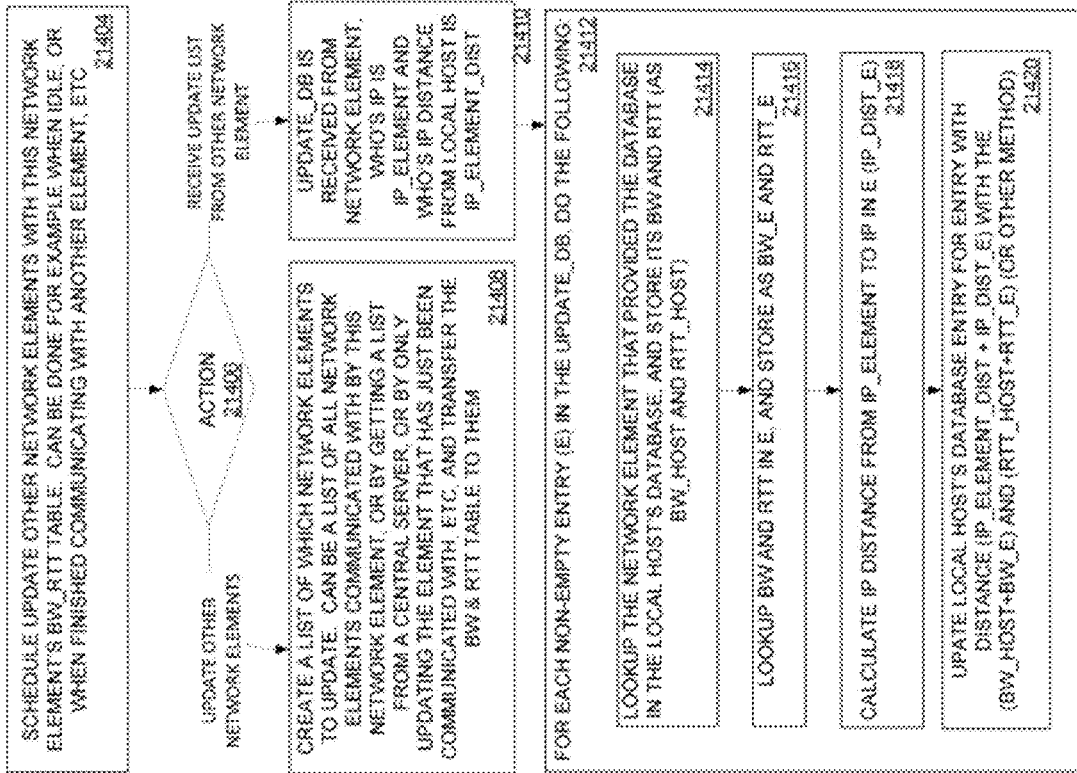 SCHEDULE UPDATE OTHER NETWORK ELEMENTS WITH THIS NETWORK
ELEMENT'S BW_RTT TABLE. CAN BE DONE FOR EXAMPLE WHEN IDLE, OR
WHEN FINISHED COMMUNICATING WITH ANOTHER ELEMENT, ETC
21404
ACTION
21406
UPDATE OTHER
NETWORK ELEMENTS
RECEIVE UPDATE LIST
FROM OTHER NETWORK
ELEMENT
CREATE A LIST OF WHICH NETWORK ELEMENTS
TO UPDATE. CAN BE A LIST OF ALL NETWORK
ELEMENTS COMMUNICATED WITH BY THIS
NETWORK ELEMENT, OR BY GETTING A LIST
FROM A CENTRAL SERVER, OR BY ONLY
UPDATING THE ELEMENT THAT HAS JUST BEEN
COMMUNICATED WITH, ETC. AND TRANSFER THE
BW & RTT TABLE TO THEM
21408
UPDATE_DB IS
RECEIVED FROM
NETWORK ELEMENT,
WHO'S IP IS
IP_ELEMENT AND
WHO'S IP DISTANCE
FROM LOCAL HOST IS
IP_ELEMENT_DIST
21410
FOR EACH NON-EMPTY ENTRY (E) IN THE UPDATE_DB, DO THE FOLLOWING:
21412
LOOKUP THE NETWORK ELEMENT THAT PROVIDED THE DATABASE
IN THE LOCAL HOST'S DATABASE, AND STORE ITS BW AND RTT (AS
BW_HOST AND RTT_HOST)
21414
LOOKUP BW AND RTT IN E, AND STORE AS BW_E AND RTT_E
21416
CALCULATE IP DISTANCE FROM IP_ELEMENT TO IP IN E (IP_DIST_E)
21418
UPATE LOCAL HOST'S DATABASE ENTRY FOR ENTRY WITH
DISTANCE (IP_ELEMENT_DIST + IP_DIST_E) WITH THE
(BW_HOST+BW_E) AND (RTT_HOST+RTT_E) (OR OTHER METHOD)
21420